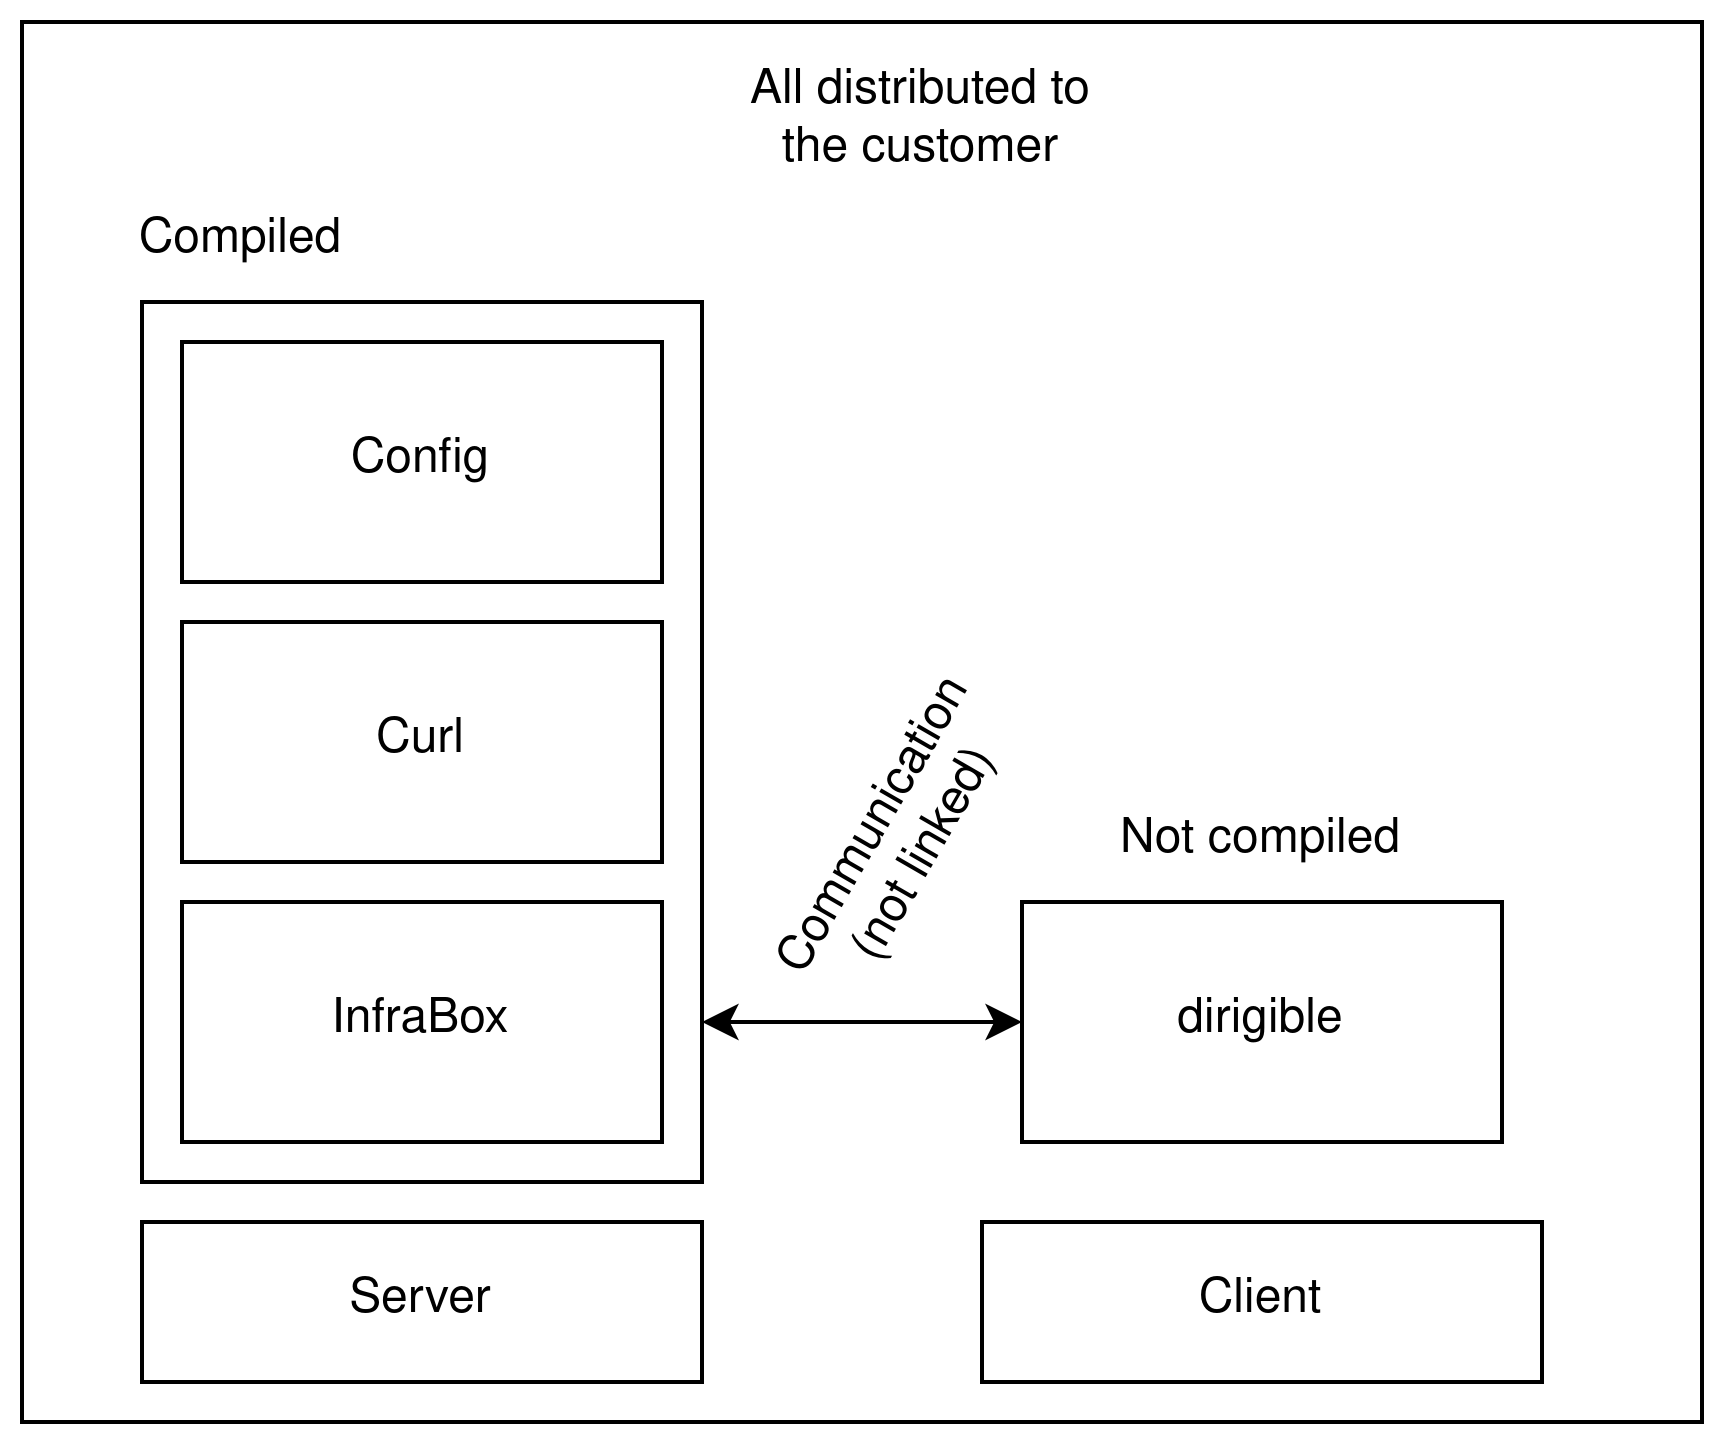 All distributed to
the customer
Compiled
Config
Curl
Communication
(not linked)
Not compiled
InfraBox
dirigible
Server
Client